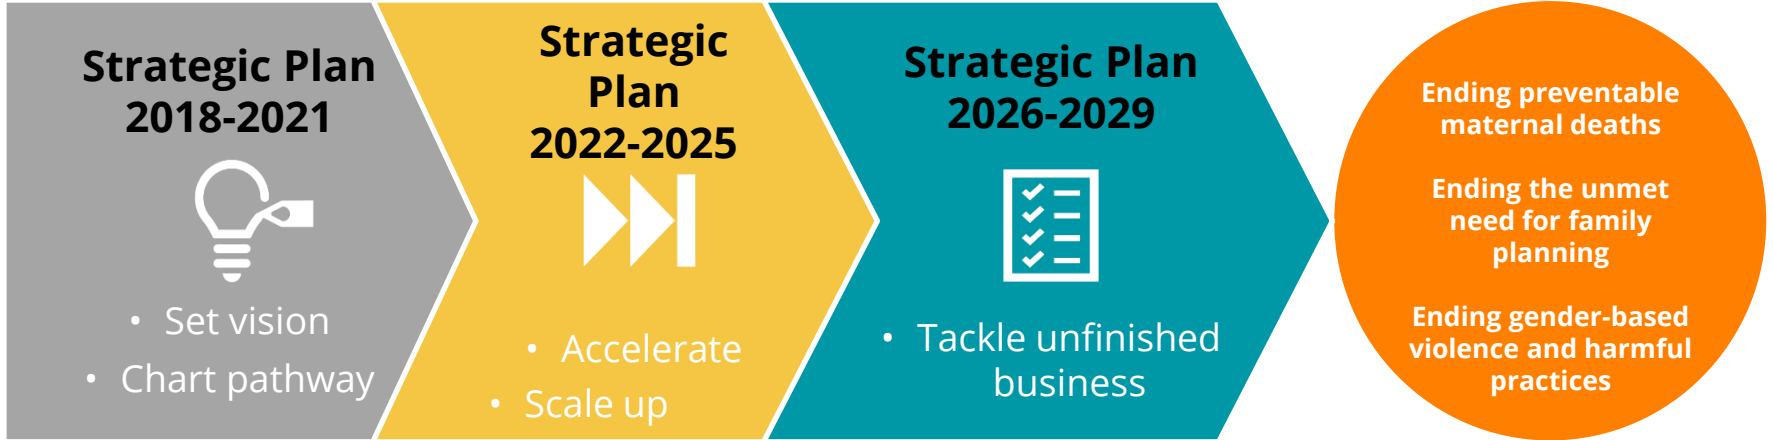 Strategic Plan
2018-2021
• Set vision
• Chart pathway
Strategic
Plan
2022-2025
• Accelerate
• Scale up
Strategic Plan
2026-2029
• Tackle unfinished
business
Ending preventable
maternal deaths
Ending the unmet
need for family
planning
Ending gender-based
violence and harmful
practices